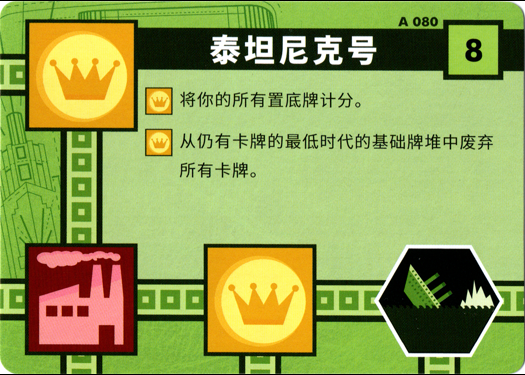 A 080
泰坦尼克号
8
将你的所有置底牌计分。
从仍有卡牌的最低时代的基础牌堆中废弃
所有卡牌。